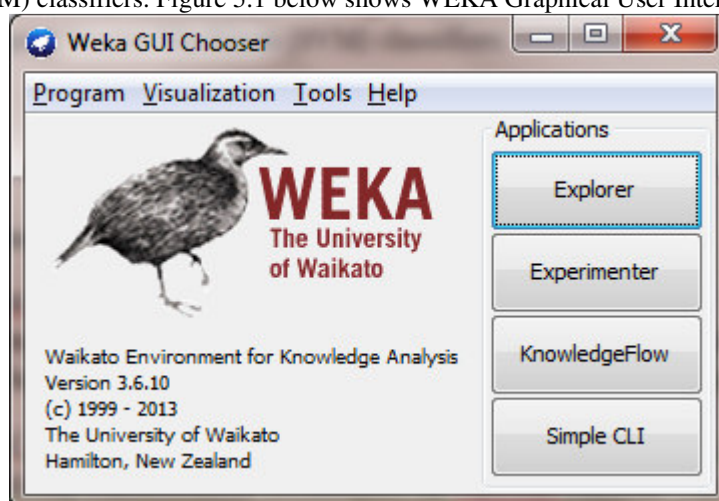 M) classifiers. Figure 5.1 below shows WEKA Graphical User Inter
Weka GUI Chooser
Program Visualization Tools Help
WEKA
The University
of Waikato
Waikato Environment for Knowledge Analysis
Version 3.6.10
(c) 1999 - 2013
The University of Waikato
Hamilton, New Zealand
Applications
Explorer
Experimenter
KnowledgeFlow
Simple CLI